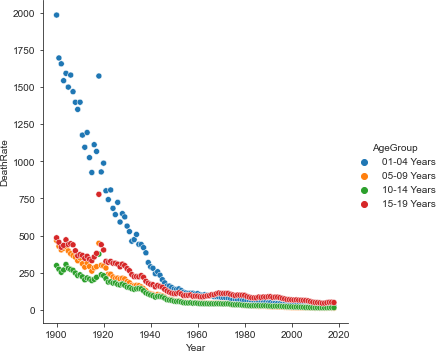 2000
1750
1500
1250
1000
750
500
250
0
DeathRate
1900
1920
1940
1960
1980
2000
2020
Year
AgeGroup
01-04 Years
05-09 Years
10-14 Years
15-19 Years